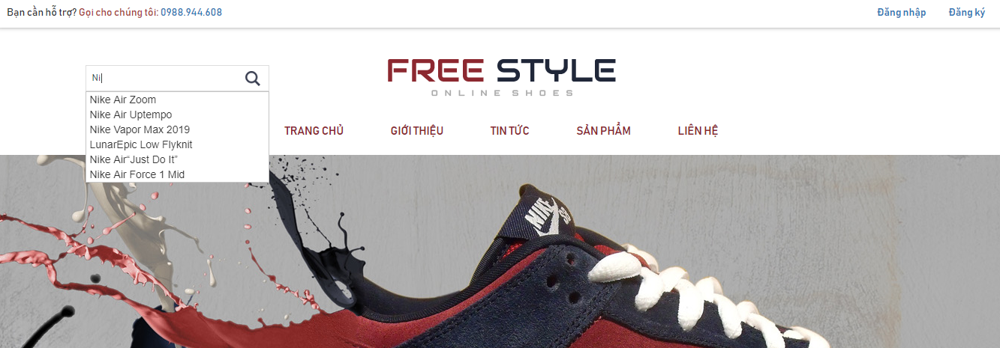 Bạn cần hỗ trợ? Gọi cho chúng tôi: 0988.944.608
Đăng nhập Đăng ký
FREE STYLE
ONLINE SHOES
Ni
Nike Air Zoom
Nike Air Uptempo
Nike Vapor Max 2019
LunarEpic Low Flyknit
Nike Air“Just Do It”
Nike Air Force 1 Mid
TRANG CHỦ GIỚI THIỆU TIN TỨC SẢN PHẨM LIÊN HỆ
NIKE
SB